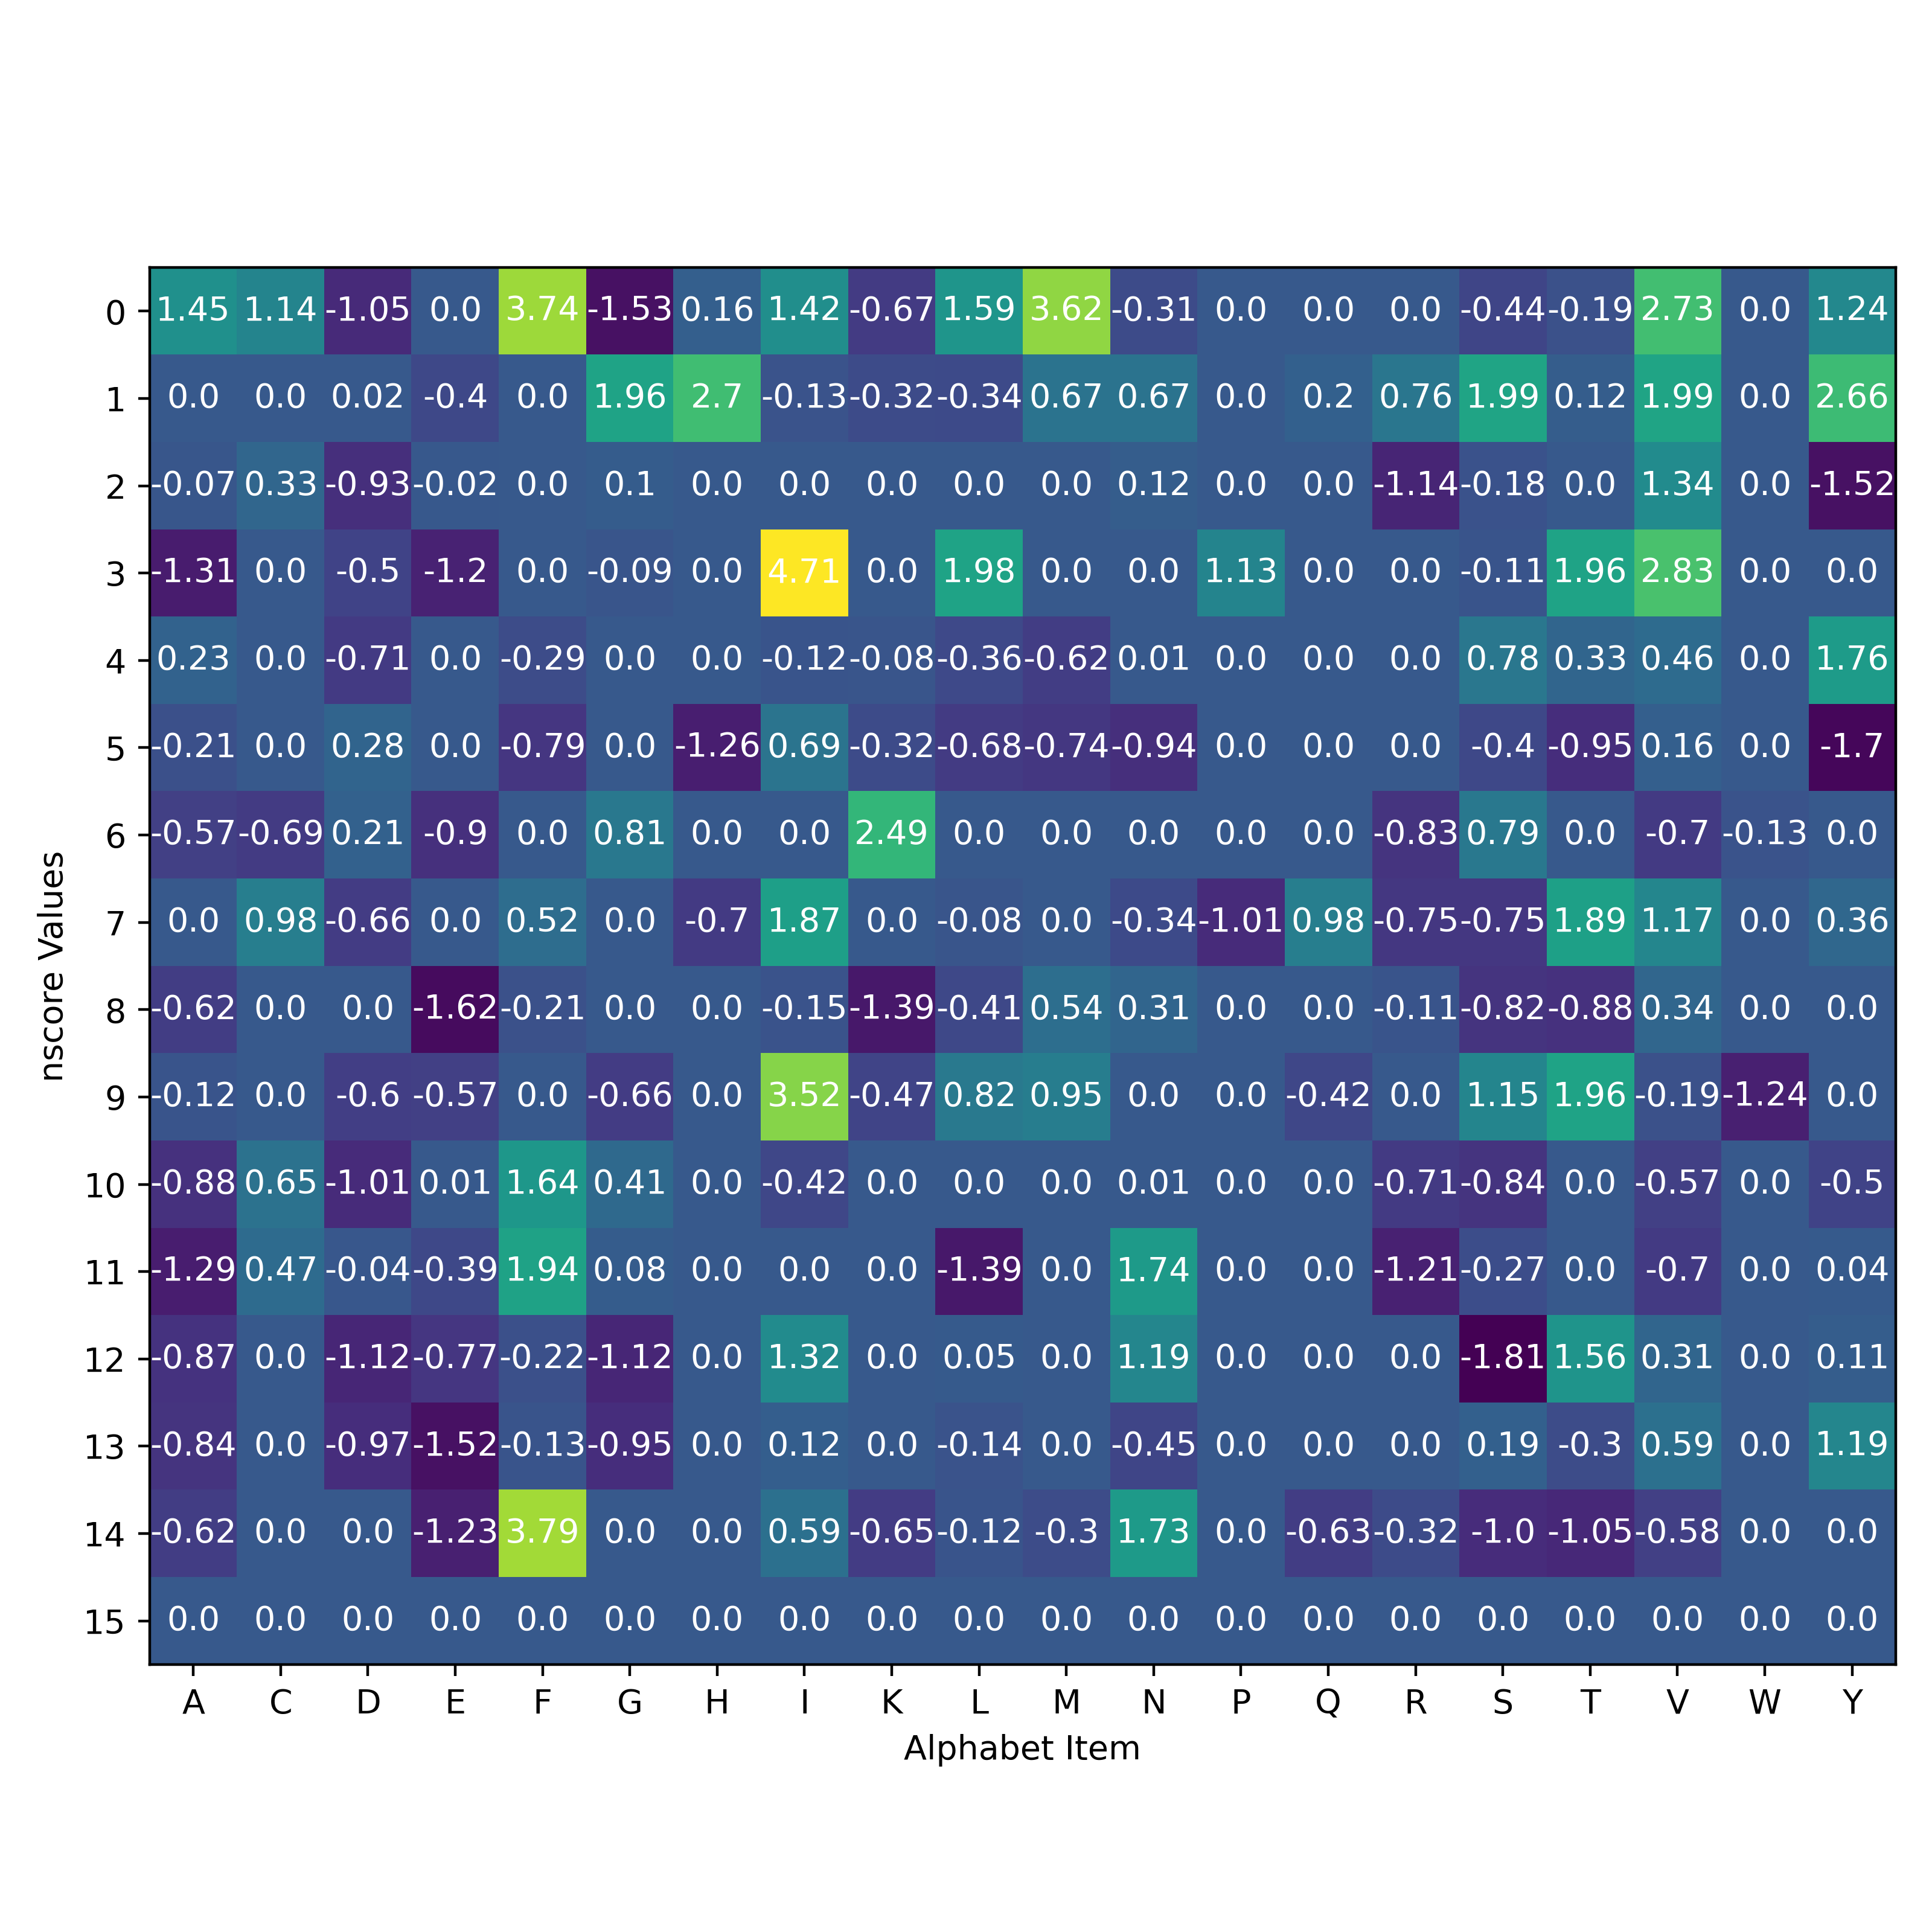 0 1.45 1.14 -1.05 0.0 3.74 -1.53 0.16 1.42 -0.67 1.59 3.62 -0.31 0.0 0.0 0.0 -0.44 -0.19 2.73 0.0 1.24
1 0.0 0.0 0.02 -0.4 0.0 1.96 2.7 -0.13 -0.32 -0.34 0.67 0.67 0.0 0.2 0.76 1.99 0.12 1.99 0.0 2.66
2 -0.07 0.33 -0.93 -0.02 0.0 0.1 0.0 0.0 0.0 0.0 0.0 0.12 0.0 0.0 -1.14 -0.18 0.0 1.34 0.0 -1.52
3 -1.31 0.0 -0.5 -1.2 0.0 -0.09 0.0 4.71 0.0 1.98 0.0 0.0 1.13 0.0 0.0 -0.11 1.96 2.83 0.0 0.0
4 0.23 0.0 -0.71 0.0 -0.29 0.0 0.0 -0.12 -0.08 -0.36 -0.62 0.01 0.0 0.0 0.0 0.78 0.33 0.46 0.0 1.76
5 -0.21 0.0 0.28 0.0 -0.79 0.0 -1.26 0.69 -0.32 -0.68 -0.74 -0.94 0.0 0.0 0.0 -0.4 -0.95 0.16 0.0 -1.7
6 -0.57 -0.69 0.21 -0.9 0.0 0.81 0.0 0.0 2.49 0.0 0.0 0.0 0.0 0.0 -0.83 0.79 0.0 -0.7 -0.13 0.0
7 0.0 0.98 -0.66 0.0 0.52 0.0 -0.7 1.87 0.0 -0.08 0.0 -0.34 -1.01 0.98 -0.75 -0.75 1.89 1.17 0.0 0.36
8 -0.62 0.0 0.0 -1.62 -0.21 0.0 0.0 -0.15 -1.39 -0.41 0.54 0.31 0.0 0.0 -0.11 -0.82 -0.88 0.34 0.0 0.0
9 -0.12 0.0 -0.6 -0.57 0.0 -0.66 0.0 3.52 -0.47 0.82 0.95 0.0 0.0 -0.42 0.0 1.15 1.96 -0.19 -1.24 0.0
10 -0.88 0.65 -1.01 0.01 1.64 0.41 0.0 -0.42 0.0 0.0 0.0 0.01 0.0 0.0 -0.71 -0.84 0.0 -0.57 0.0 -0.5
11 -1.29 0.47 -0.04 -0.39 1.94 0.08 0.0 0.0 0.0 -1.39 0.0 1.74 0.0 0.0 -1.21 -0.27 0.0 -0.7 0.0 0.04
12 -0.87 0.0 -1.12 -0.77 -0.22 -1.12 0.0 1.32 0.0 0.05 0.0 1.19 0.0 0.0 0.0 -1.81 1.56 0.31 0.0 0.11
13 -0.84 0.0 -0.97 -1.52 -0.13 -0.95 0.0 0.12 0.0 -0.14 0.0 -0.45 0.0 0.0 0.0 0.19 -0.3 0.59 0.0 1.19
14 -0.62 0.0 0.0 -1.23 3.79 0.0 0.0 0.59 -0.65 -0.12 -0.3 1.73 0.0 -0.63 -0.32 -1.0 -1.05 -0.58 0.0 0.0
15 0.0 0.0 0.0 0.0 0.0 0.0 0.0 0.0 0.0 0.0 0.0 0.0 0.0 0.0 0.0 0.0 0.0 0.0 0.0 0.0
A C D E F G H I K L M N P Q R S T V W Y
Alphabet Item
nscore Values